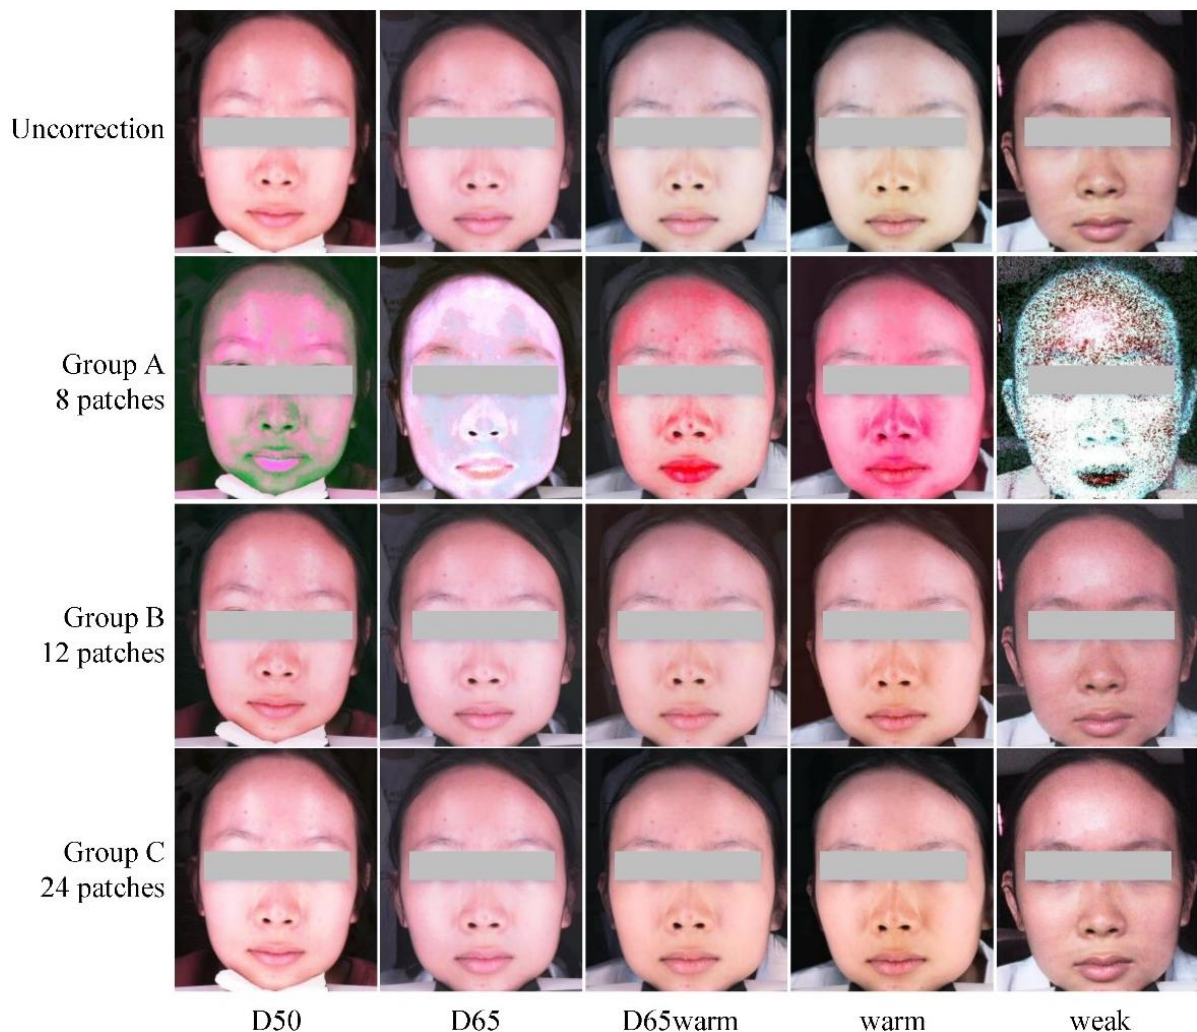 Uncorrection
Group A
8 patches
Group B
12 patches
Group C
24 patches
D50 D65 D65warm warm weak